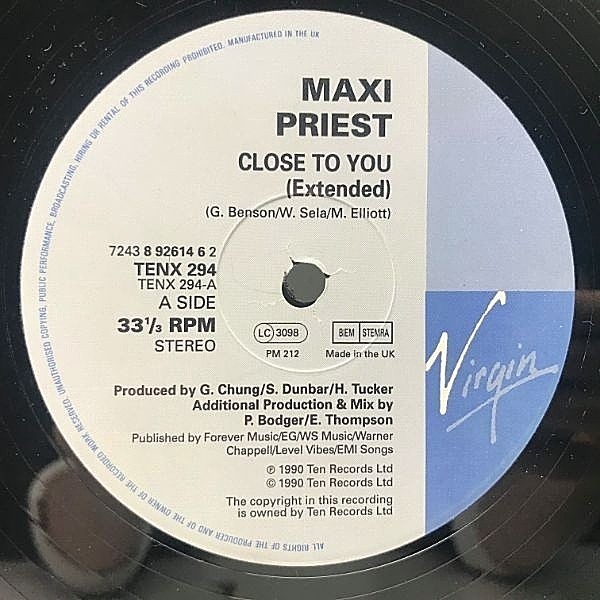 ALL RIGHTS OF THE PRODUCER AND OF THE OWNER OF THE RECORDED WORK RESERVED. UNAUTHORISED COPYING, PUBLIC PERFORMANCE, BROADCASTING, HIRING OR RENTAL OF THIS RECORDING PROHIBITED. MANUFACTURED IN THE UK
MAXI
PRIEST
CLOSE TO YOU
(Extended)
(G. Benson/W. Sela/M. Elliott)
7243 8 92614 6 2
TENX 294
TENX 294-A
A SIDE
33⅓ RPM
STEREO
LC 3098
BIEM STEMRA
PM 212
Made in the UK
Virgin
Produced by G. Chung/S. Dunbar/H. Tucker
Additional Production & Mix by
P. Bodger/E. Thompson
Published by Forever Music/EG/WS Music/Warner
Chappell/Level Vibes/EMI Songs
℗ 1990 Ten Records Ltd
© 1990 Ten Records Ltd
The copyright in this recording
is owned by Ten Records Ltd